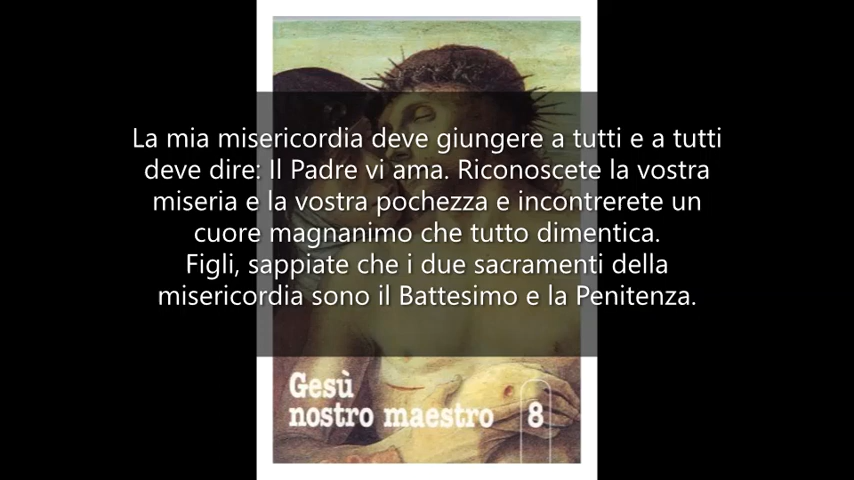 La mia misericordia deve giungere a tutti e a tutti
deve dire: Il Padre vi ama. Riconoscete la vostra
miseria e la vostra pochezza e incontrerete un
cuore magnanimo che tutto dimentica.
Figli, sappiate che i due sacramenti della
misericordia sono il Battesimo e la Penitenza.
Gesù
nostro maestro 8